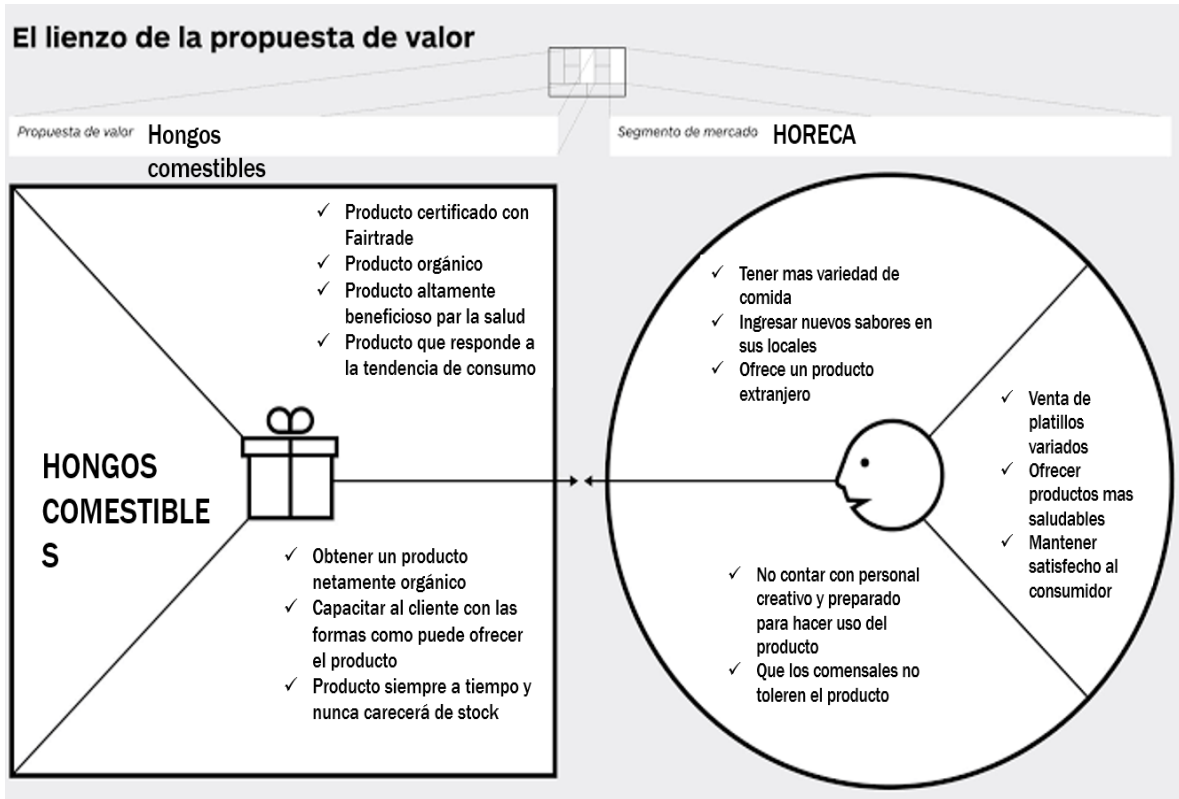 El lienzo de la propuesta de valor
Propuesta de valor Hongos
comestibles
Segmento de mercado HORECA
✓ Producto certificado con
Fairtrade
✓ Producto orgánico
✓ Producto altamente
beneficioso par la salud
✓ Producto que responde a
la tendencia de consumo
HONGOS
COMESTIBLE
S
✓ Obtener un producto
netamente orgánico
✓ Capacitar al cliente con las
formas como puede ofrecer
el producto
✓ Producto siempre a tiempo y
nunca carecerá de stock
✓ Tener mas variedad de
comida
✓ Ingresar nuevos sabores en
sus locales
✓ Ofrece un producto
extranjero
✓ Venta de
platillos
variados
✓ Ofrecer
productos mas
saludables
✓ Mantener
satisfecho al
consumidor
✓ No contar con personal
creativo y preparado
para hacer uso del
producto
✓ Que los comensales no
toleren el producto